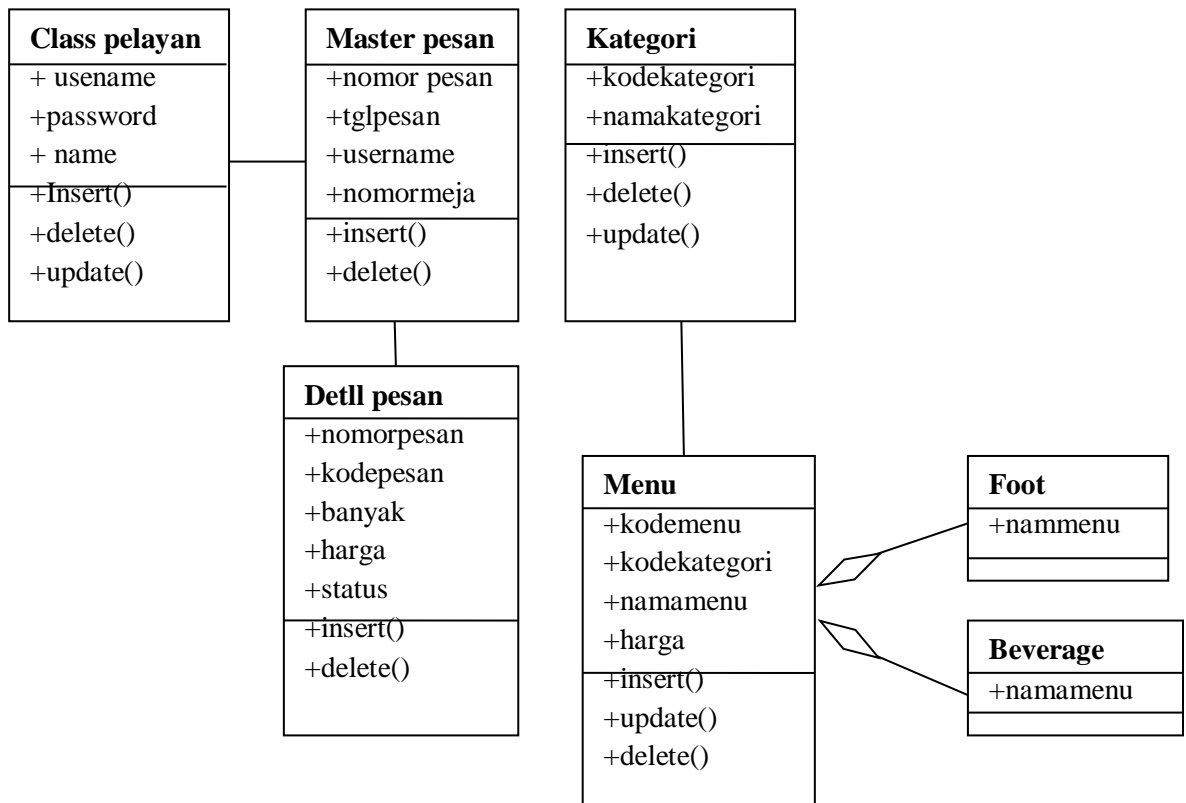 Class pelayan
+ usename
+password
+ name
+Insert()
+delete()
+update()
Master pesan
+nomor pesan
+tglpesan
+username
+nomormeja
+insert()
+delete()
Kategori
+kodekategori
+namakategori
+insert()
+delete()
+update()
Detll pesan
+nomorpesan
+kodepesan
+banyak
+harga
+status
+insert()
+delete()
Menu
+kodemenu
+kodekategori
+namamenu
+harga
+insert()
+update()
+delete()
Foot
+nammenu
Beverage
+namamenu